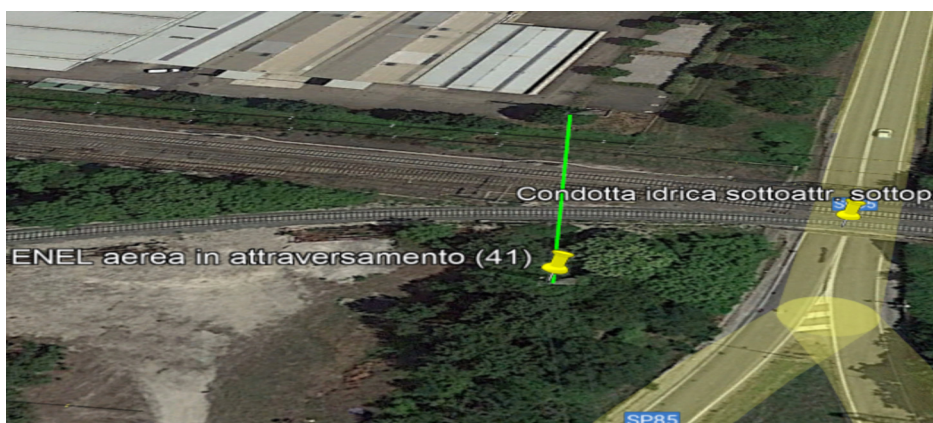 Condotta idrica sottoattr. sottop
ENEL aerea in attraversamento (41)
SP85